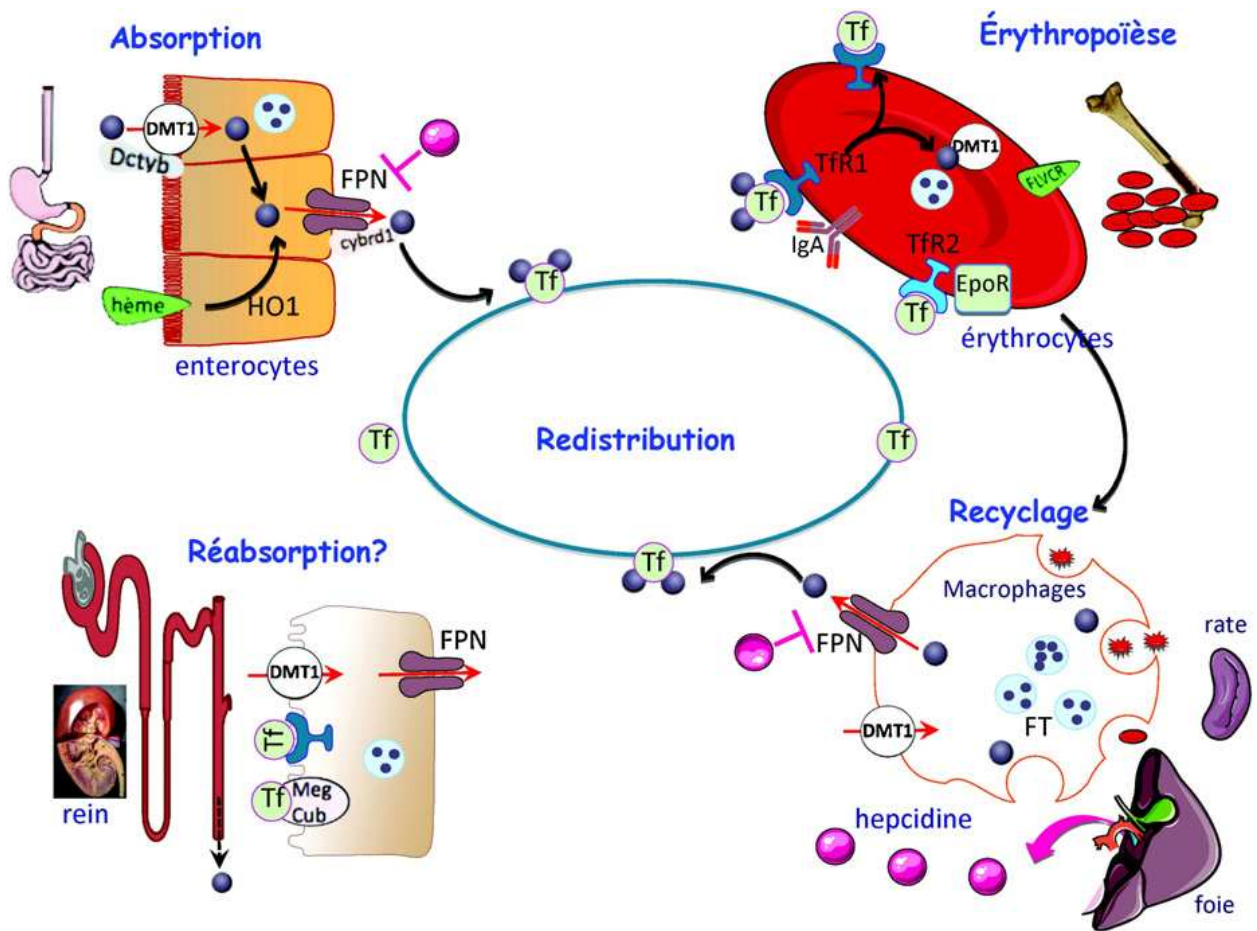 Absorption
DMT1
Dctyb
FPN
cybrd1
hème
HO1
enterocytes
Érythropoïèse
Tf
DMT1
TfR1
FLVCR
Tf
IgA
TfR2
EpoR
Tf
érythrocytes
Tf
Tf
Redistribution
Tf
Tf
Réabsorption?
FPN
DMT1
Tf
Tf
Meg
Cub
rein
Recyclage
Macrophages
FPN
rate
DMT1
FT
hepcidine
foie